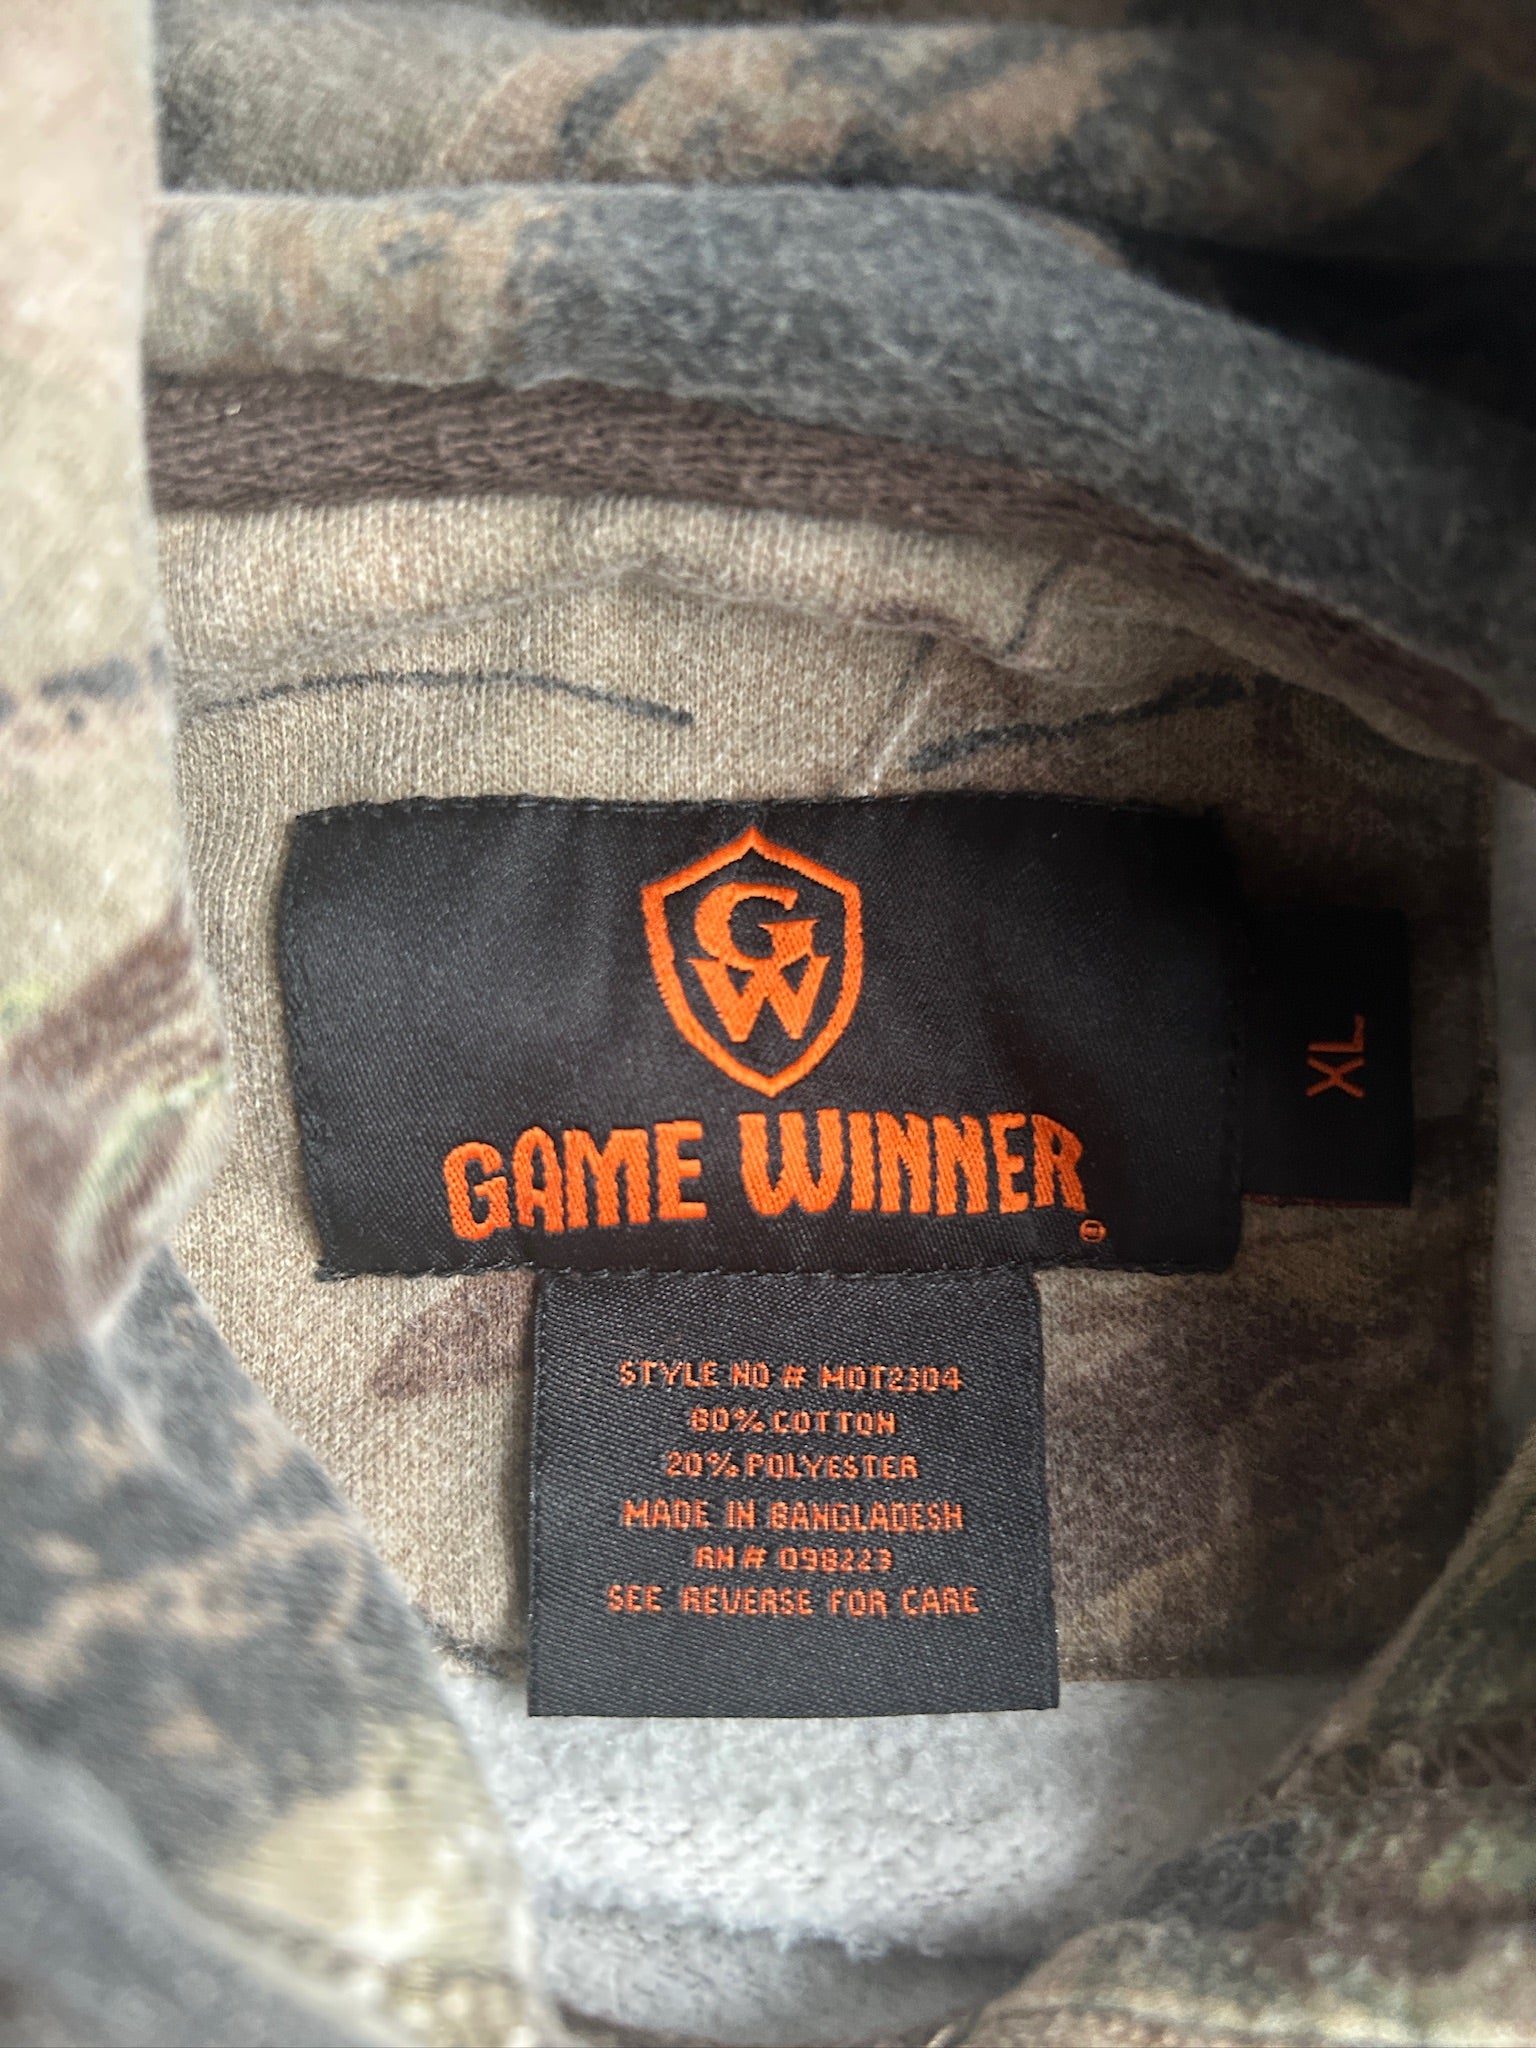 GW
GAME WINNER
XL
STYLE NO # MOT2304
80% COTTON
20% POLYESTER
MADE IN BANGLADESH
RN # 098223
SEE REVERSE FOR CARE